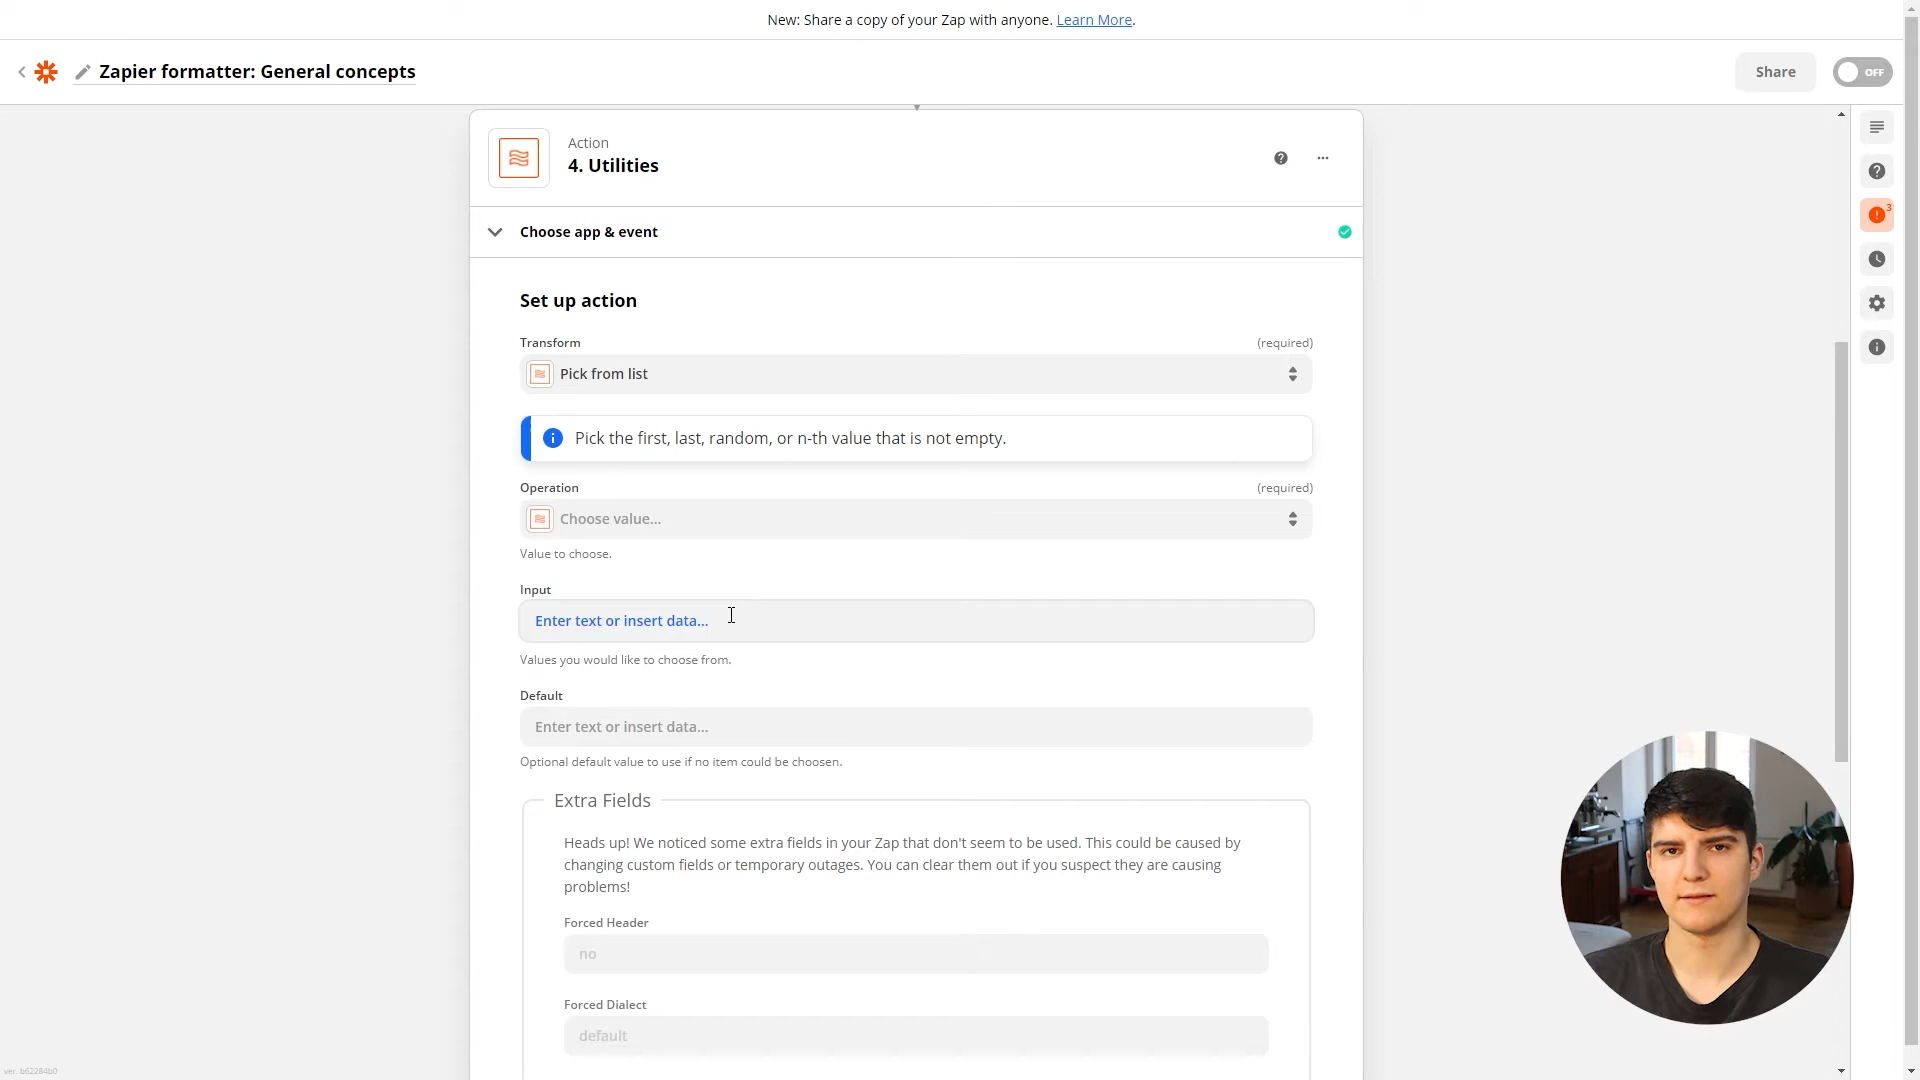 New: Share a copy of your Zap with anyone. Learn More.
Zapier formatter: General concepts
Share
OFF
3
Action
4. Utilities
Choose app & event
Set up action
Transform
(required)
Pick from list
Pick the first, last, random, or n-th value that is not empty.
Operation
(required)
Choose value...
Value to choose.
Input
Enter text or insert data...
Values you would like to choose from.
Default
Enter text or insert data...
Optional default value to use if no item could be choosen.
Extra Fields
Heads up! We noticed some extra fields in your Zap that don't seem to be used. This could be caused by
changing custom fields or temporary outages. You can clear them out if you suspect they are causing
problems!
Forced Header
no
Forced Dialect
default
ver. b62284b0